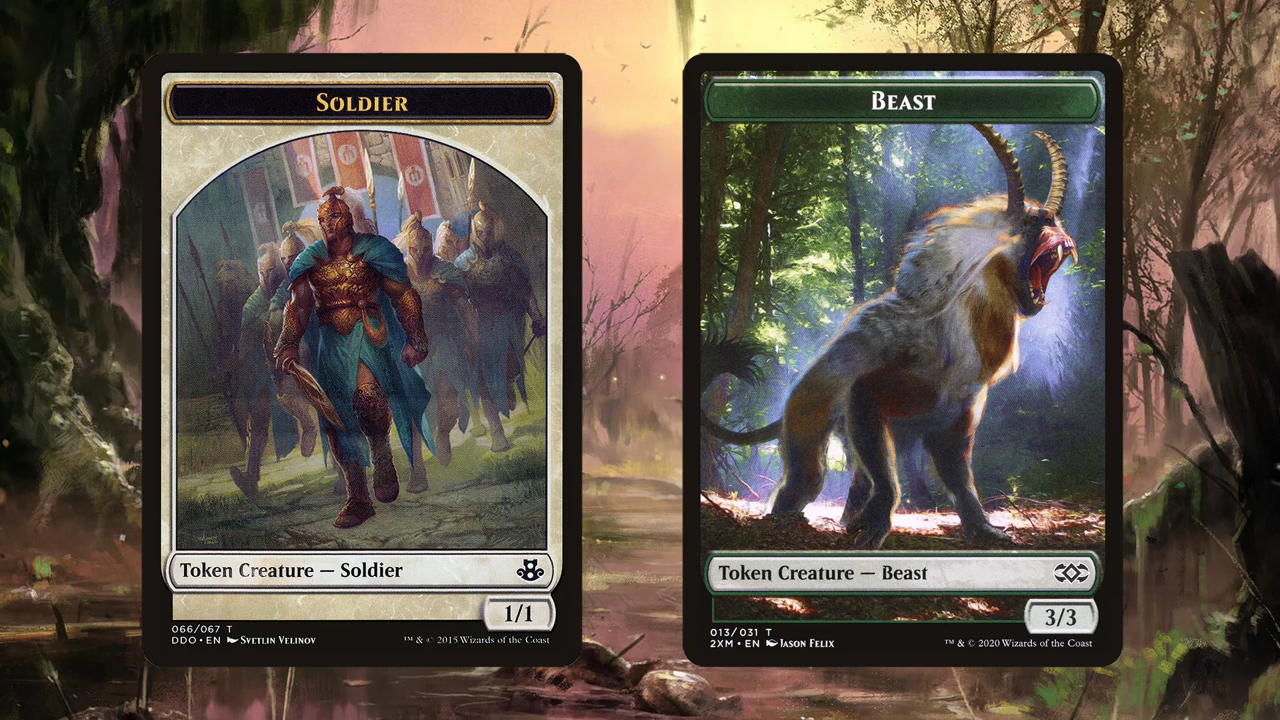 SOLDIER
Token Creature — Soldier
1/1
066/067 T
DDO • EN SVETLIN VELINOV
™ & © 2015 Wizards of the Coast
BEAST
Token Creature — Beast
3/3
013/031 T
2XM • EN JASON FELIX
™ & © 2020 Wizards of the Coast